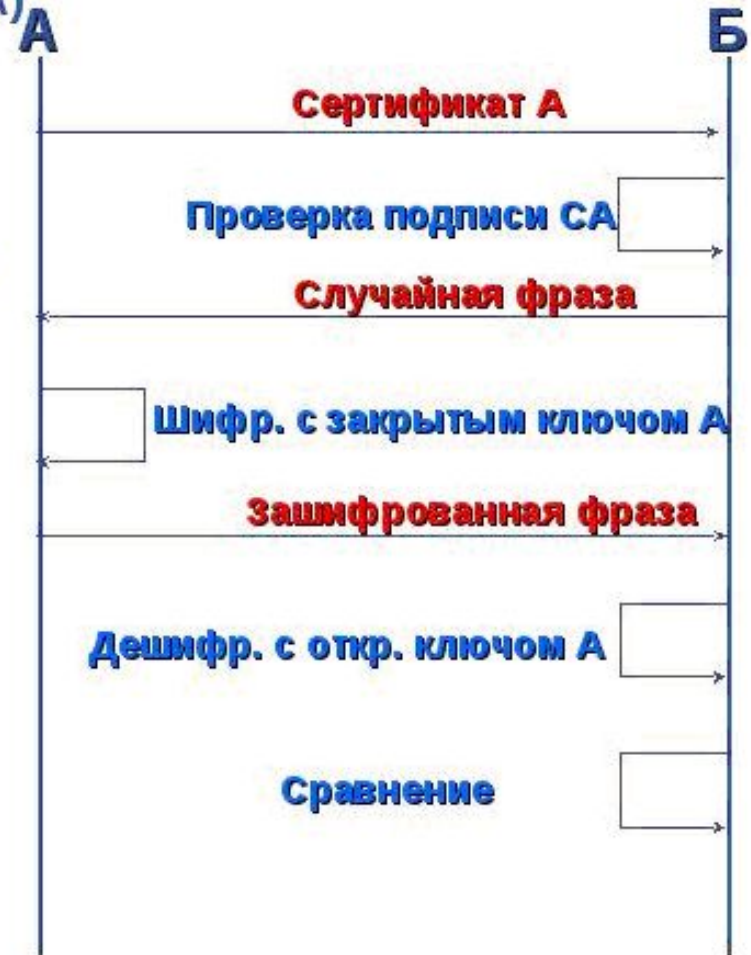 А Б
Сертификат А
Проверка подписи СА
Случайная фраза
Шифр. с закрытым ключом А
Зашифрованная фраза
Дешифр. с откр. ключом А
Сравнение